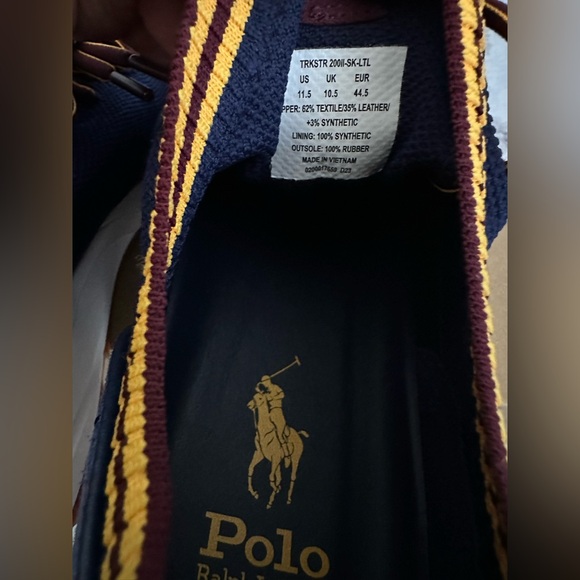 TRKSTR 200II-SK-LTL
US UK EUR
11.5 10.5 44.5
PPER: 62% TEXTILE/35% LEATHER/
+3% SYNTHETIC
LINING: 100% SYNTHETIC
OUTSOLE: 100% RUBBER
MADE IN VIETNAM
Polo